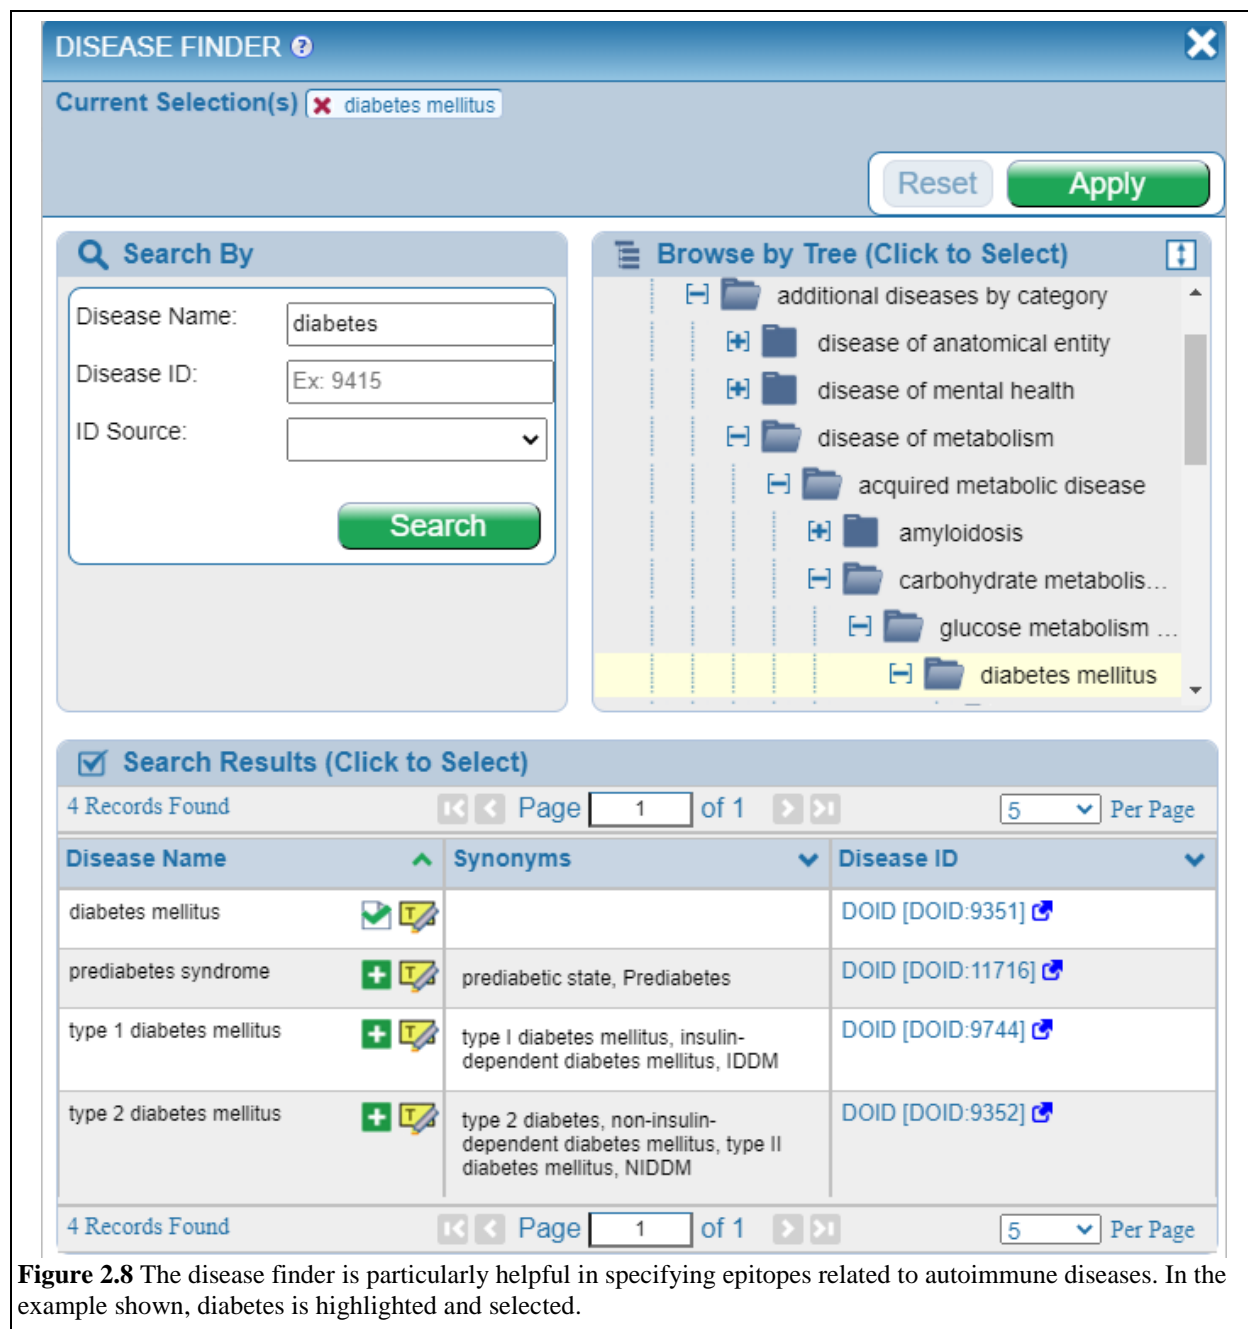 DISEASE FINDER ?
Current Selection(s) diabetes mellitus
Reset Apply
Search By
Disease Name: diabetes
Disease ID: Ex: 9415
ID Source:
Search
Browse by Tree (Click to Select)
additional diseases by category
disease of anatomical entity
disease of mental health
disease of metabolism
acquired metabolic disease
amyloidosis
carbohydrate metabolis...
glucose metabolism ...
diabetes mellitus
Search Results (Click to Select)
4 Records Found Page 1 of 1 5 Per Page
Disease Name Synonyms Disease ID
diabetes mellitus DOID [DOID:9351]
prediabetes syndrome prediabetic state, Prediabetes DOID [DOID:11716]
type 1 diabetes mellitus type I diabetes mellitus, insulin- DOID [DOID:9744]
dependent diabetes mellitus, IDDM
type 2 diabetes mellitus type 2 diabetes, non-insulin- DOID [DOID:9352]
dependent diabetes mellitus, type II
diabetes mellitus, NIDDM
4 Records Found Page 1 of 1 5 Per Page
Figure 2.8 The disease finder is particularly helpful in specifying epitopes related to autoimmune diseases. In the
example shown, diabetes is highlighted and selected.